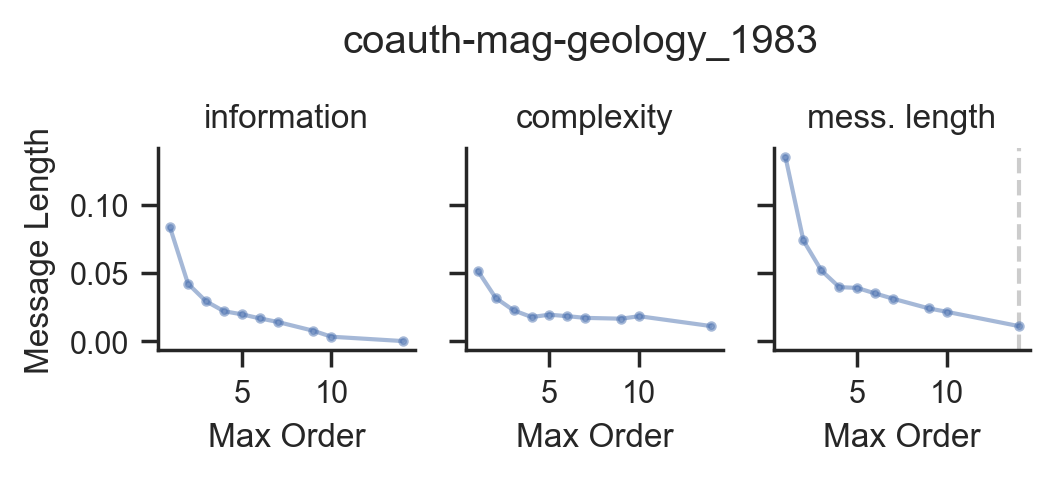 coauth-mag-geology_1983
information complexity mess. length
Message Length
0.10
0.05
0.00
5 10 5 10 5 10
Max Order Max Order Max Order